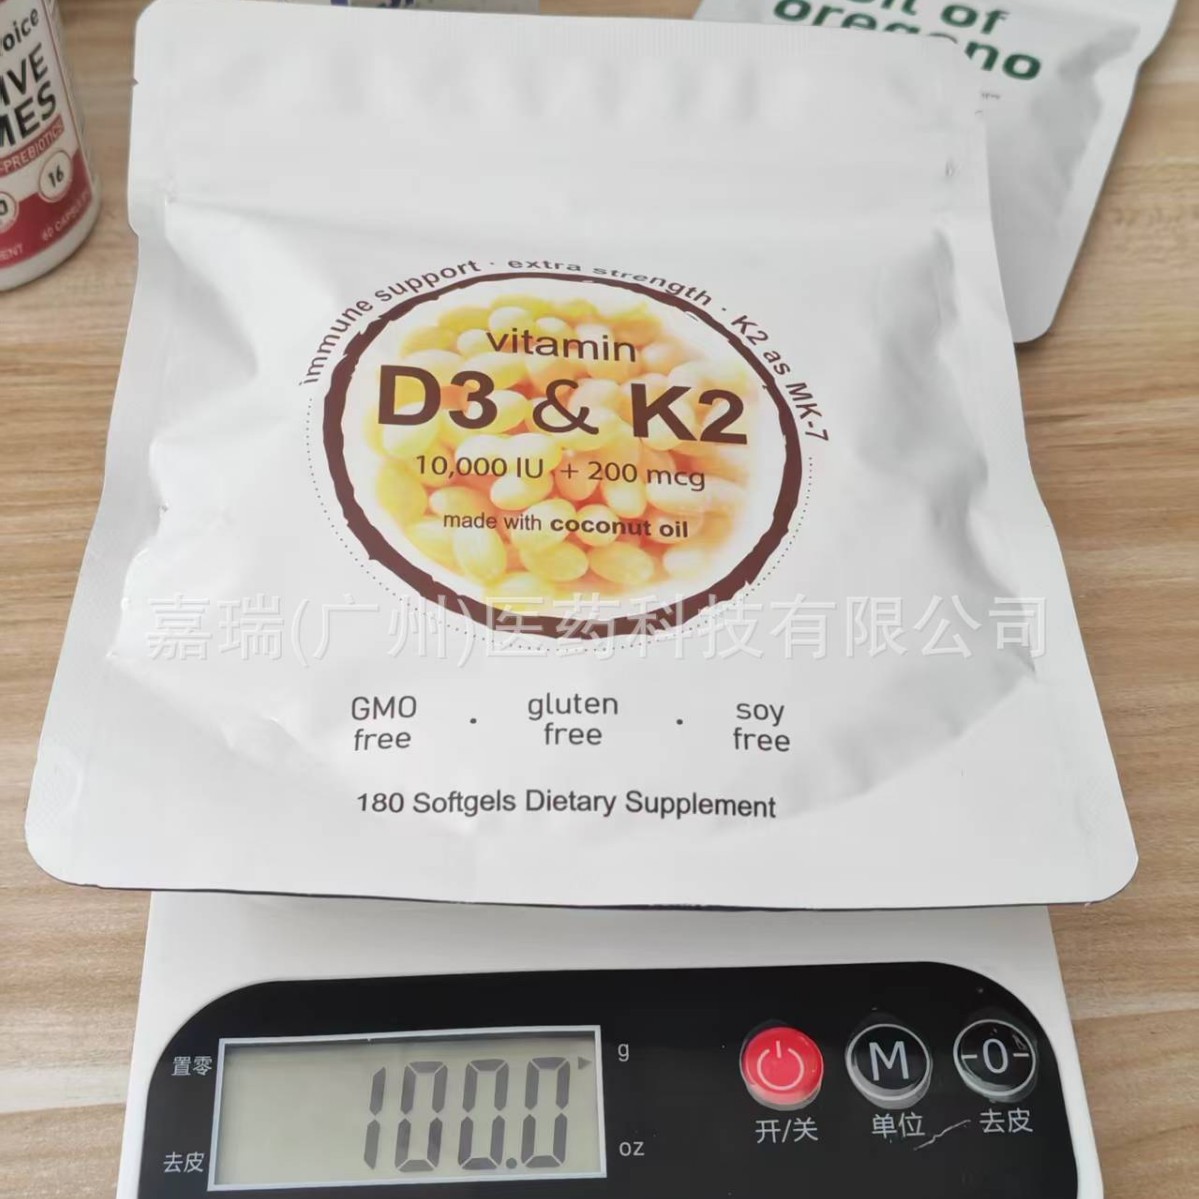 oil of
oregano
MES
PREBIOTIC
16
immune support · extra strength · K2 as MK-7
vitamin
D3 & K2
10,000 IU + 200 mcg
made with coconut oil
嘉瑞(广州)医药科技有限公司
GMO free · gluten free · soy free
180 Softgels Dietary Supplement
置零
g
100.0
去皮
oz
M
-0-
开/关
单位
去皮